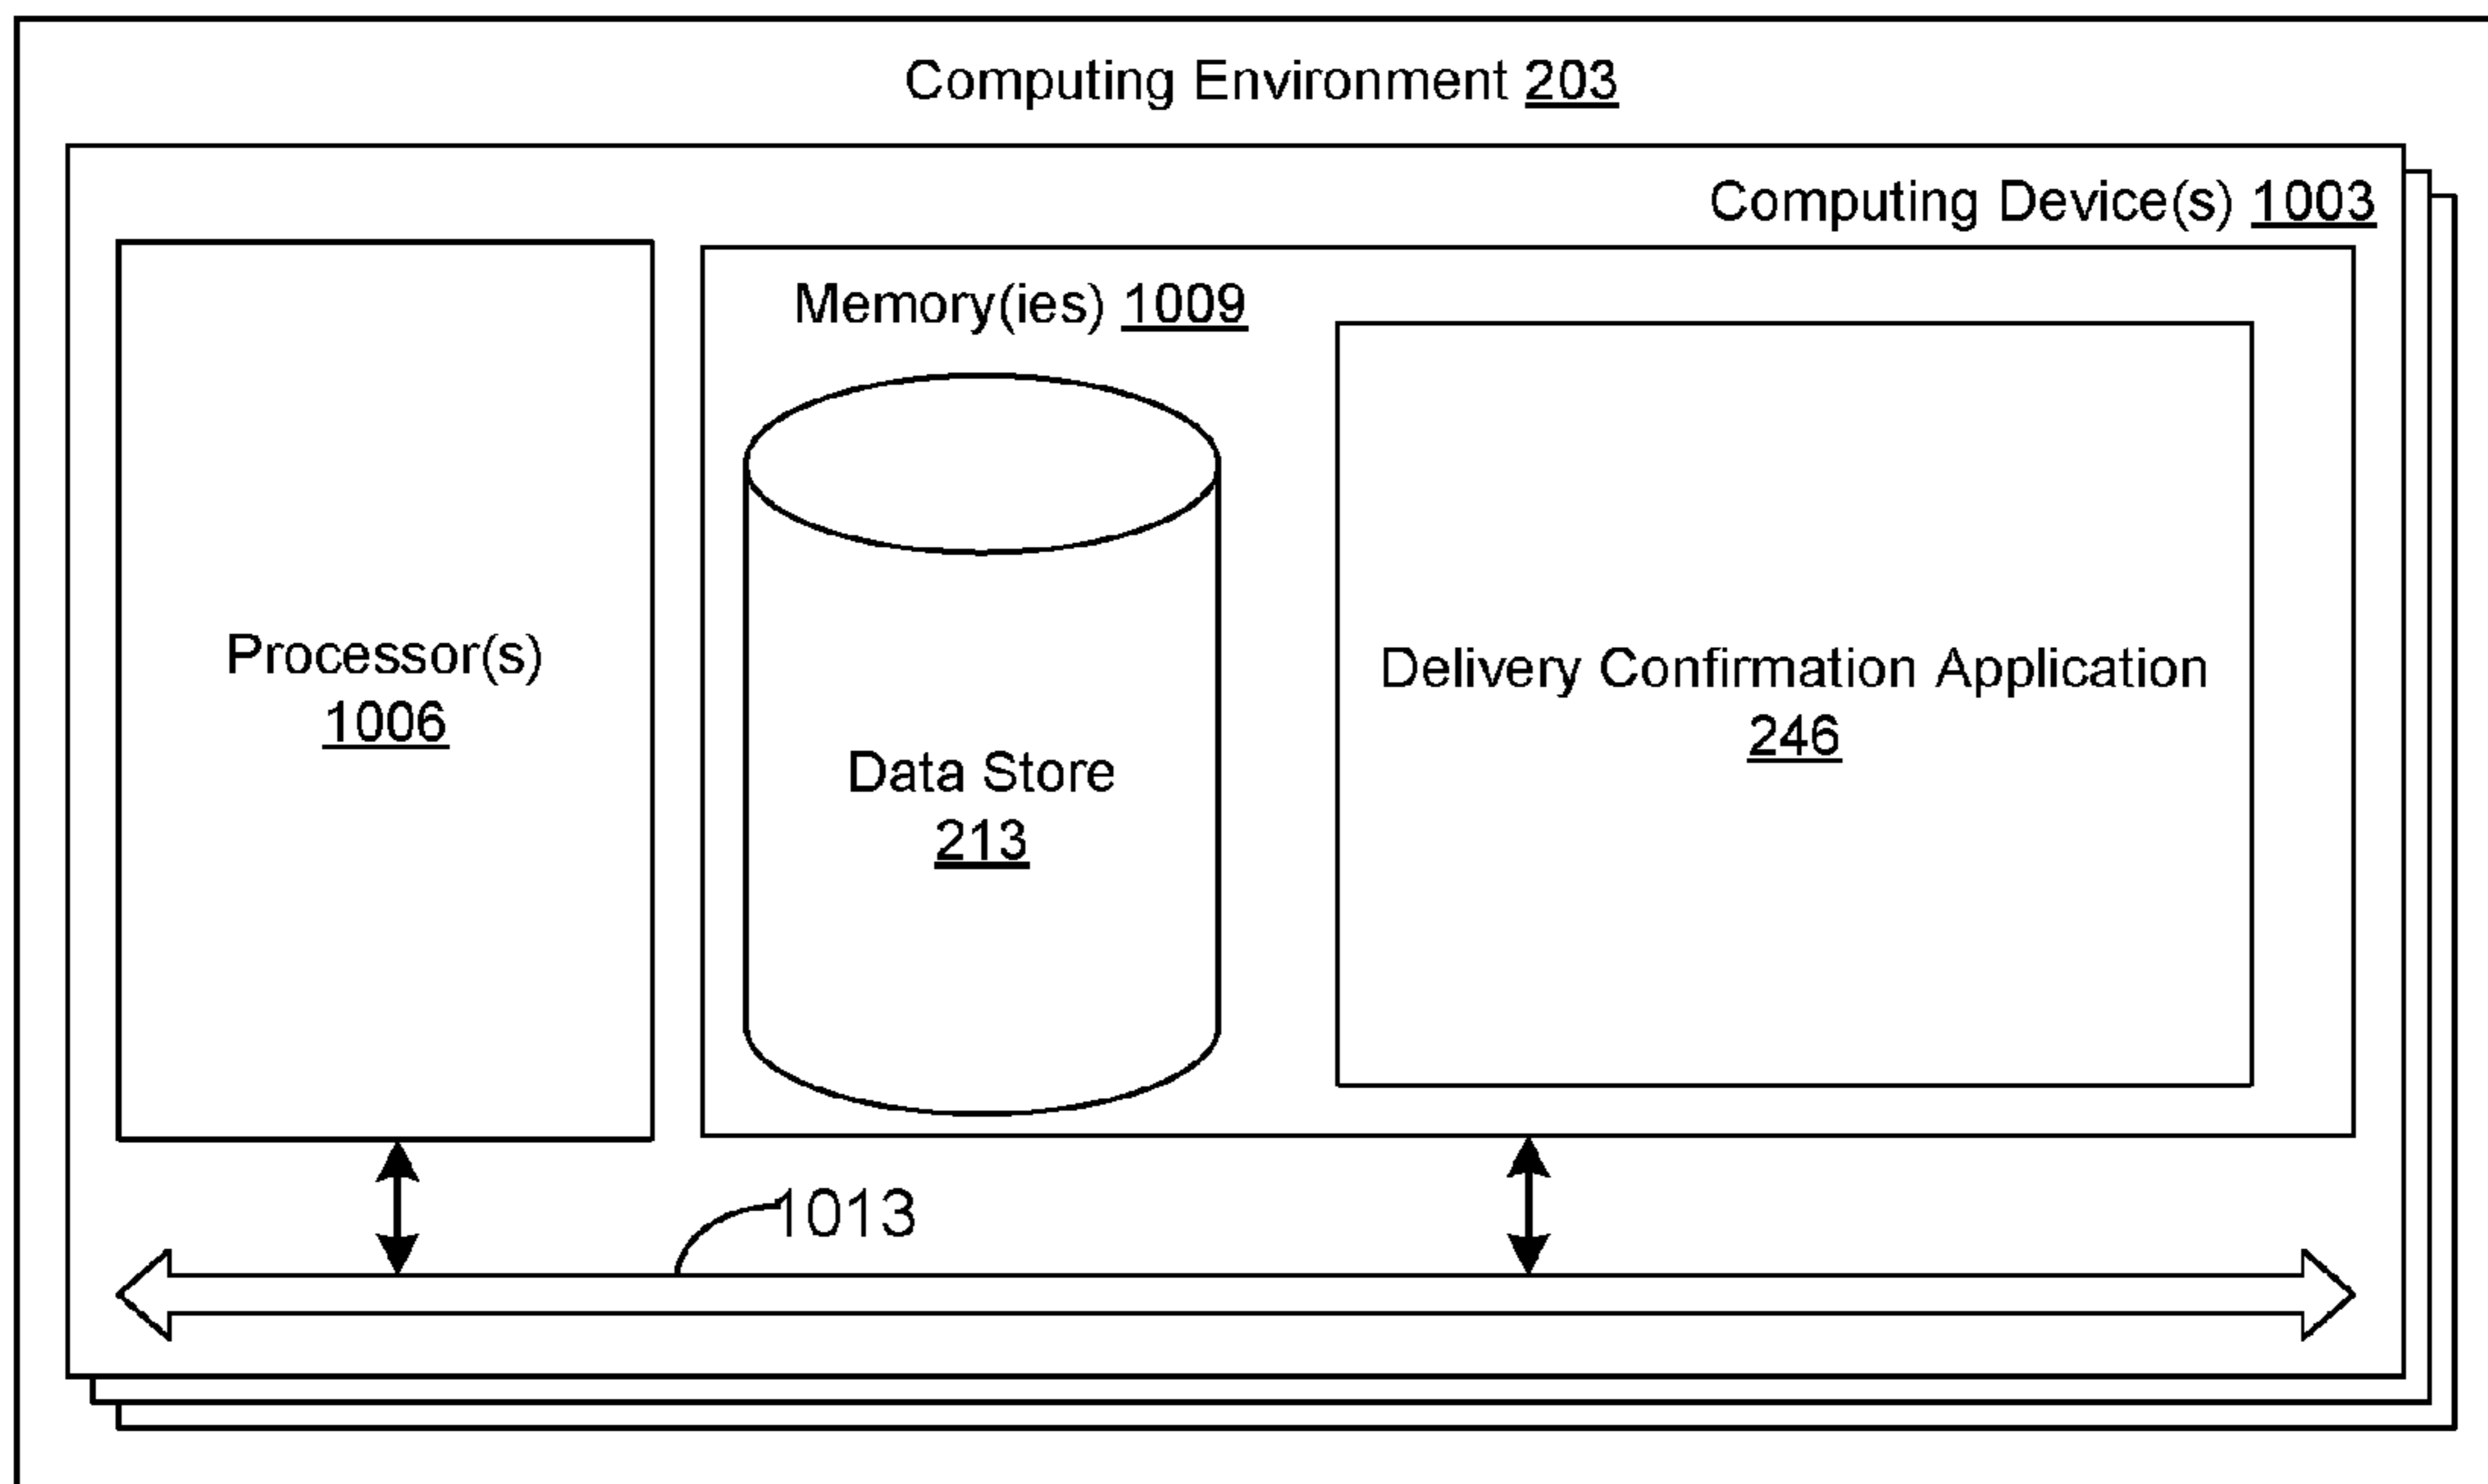 Computing Environment 203
Computing Device(s) 1003
Memory(ies) 1009
Processor(s)
1006
Data Store
213
Delivery Confirmation Application
246
1013